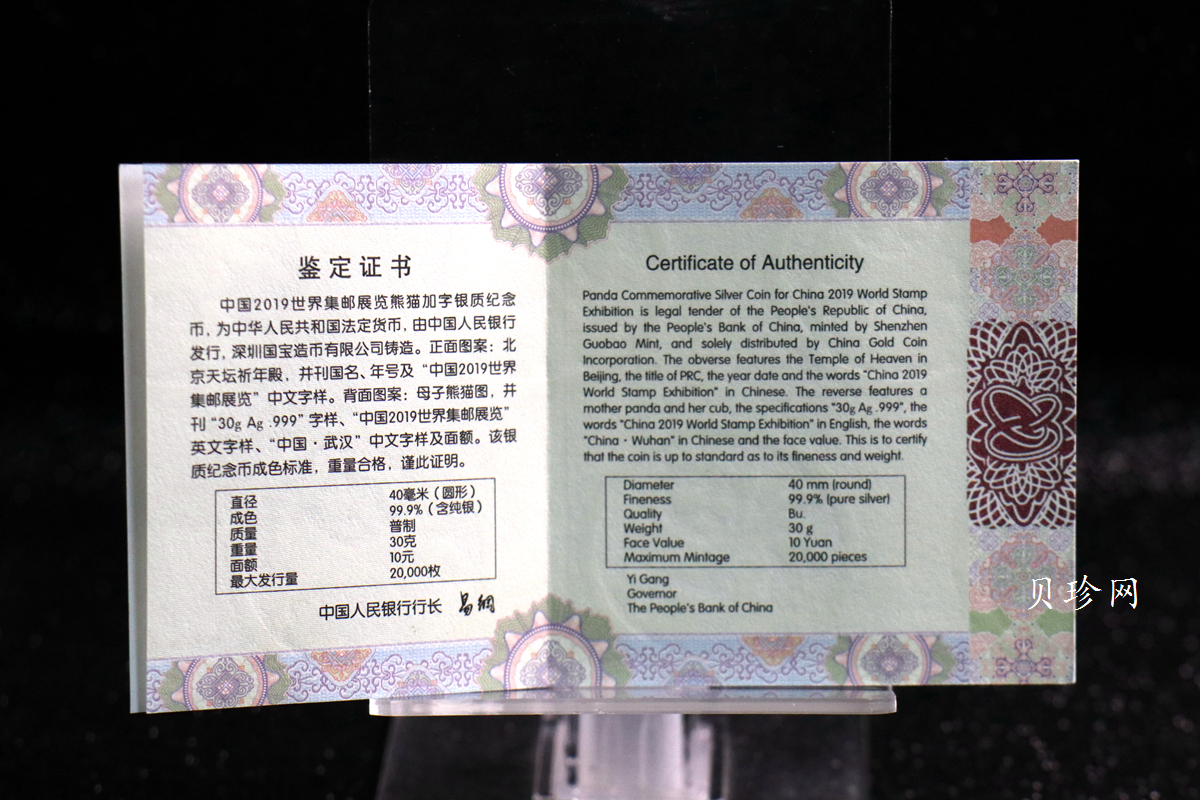 鉴定证书
中国2019世界集邮展览熊猫加字银质纪念
币，为中华人民共和国法定货币，由中国人民银行
发行，深圳国宝造币有限公司铸造。正面图案：北
京天坛祈年殿，并刊国名、年号及“中国2019世界
集邮展览”中文字样。背面图案：母子熊猫图，并
刊“30g Ag .999”字样、“中国2019世界集邮展览”
英文字样、“中国·武汉”中文字样及面额。该银
质纪念币成色标准，重量合格，谨此证明。
直径 40毫米（圆形）
成色 99.9%（含纯银）
质量 普制
重量 30克
面额 10元
最大发行量 20,000枚
中国人民银行行长 易纲
Certificate of Authenticity
Panda Commemorative Silver Coin for China 2019 World Stamp
Exhibition is legal tender of the People's Republic of China,
issued by the People's Bank of China, minted by Shenzhen
Guobao Mint, and solely distributed by China Gold Coin
Incorporation. The obverse features the Temple of Heaven in
Beijing, the title of PRC, the year date and the words "China 2019
World Stamp Exhibition" in Chinese. The reverse features a
mother panda and her cub, the specifications "30g Ag .999", the
words "China 2019 World Stamp Exhibition" in English, the words
"China·Wuhan" in Chinese and the face value. This is to certify
that the coin is up to standard as to its fineness and weight.
Diameter 40 mm (round)
Fineness 99.9% (pure silver)
Quality Bu.
Weight 30 g
Face Value 10 Yuan
Maximum Mintage 20,000 pieces
Yi Gang
Governor
The People's Bank of China
贝珍网